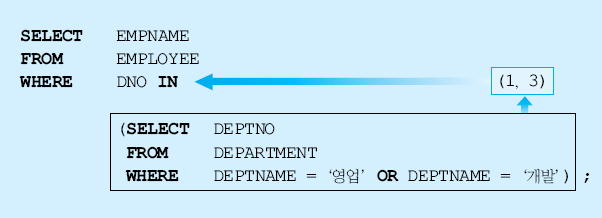 SELECT EMPNAME
FROM EMPLOYEE
WHERE DNO IN (1, 3)
(SELECT DEPTNO
FROM DEPARTMENT
WHERE DEPTNAME = ‘영업’ OR DEPTNAME = ‘개발’) ;